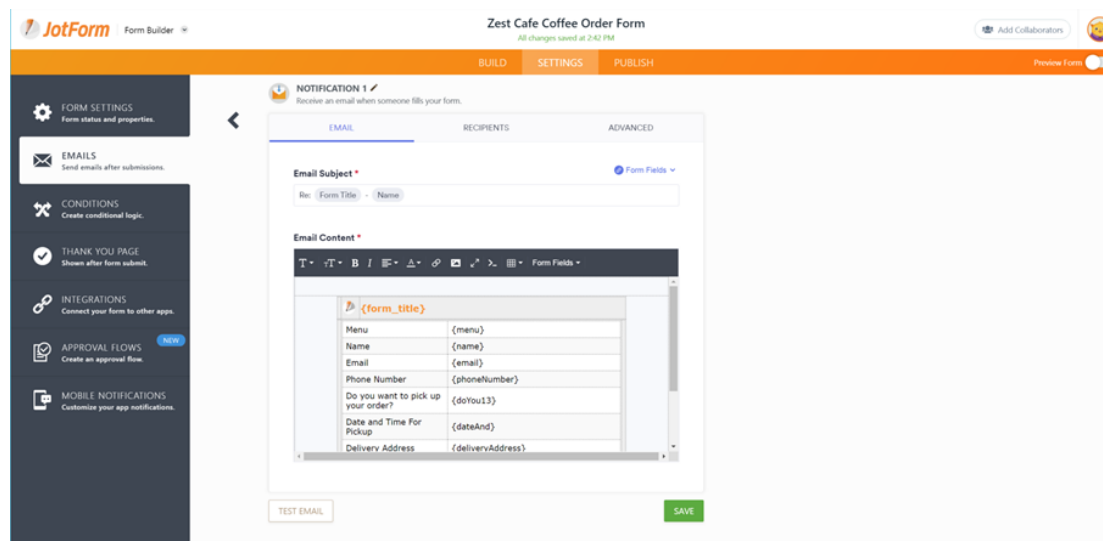 JotForm
Form Builder
Zest Cafe Coffee Order Form
All changes saved at 2:42 PM
Add Collaborators
BUILD
SETTINGS
PUBLISH
Preview Form
FORM SETTINGS
Form status and properties.
EMAILS
Send emails after submissions.
CONDITIONS
Create conditional logic.
THANK YOU PAGE
Shown after form submit.
INTEGRATIONS
Connect your form to other apps.
APPROVAL FLOWS
NEW
Create an approval flow.
MOBILE NOTIFICATIONS
Customize your app notifications.
NOTIFICATION 1
Receive an email when someone fills your form.
EMAIL
RECIPIENTS
ADVANCED
Email Subject *
Form Fields
Re: Form Title - Name
Email Content *
T TT B I A Form Fields
{form_title}
Menu {menu}
Name {name}
Email {email}
Phone Number {phoneNumber}
Do you want to pick up
your order? {doYou13}
Date and Time For
Pickup {dateAnd}
Delivery Address {deliveryAddress}
TEST EMAIL
SAVE